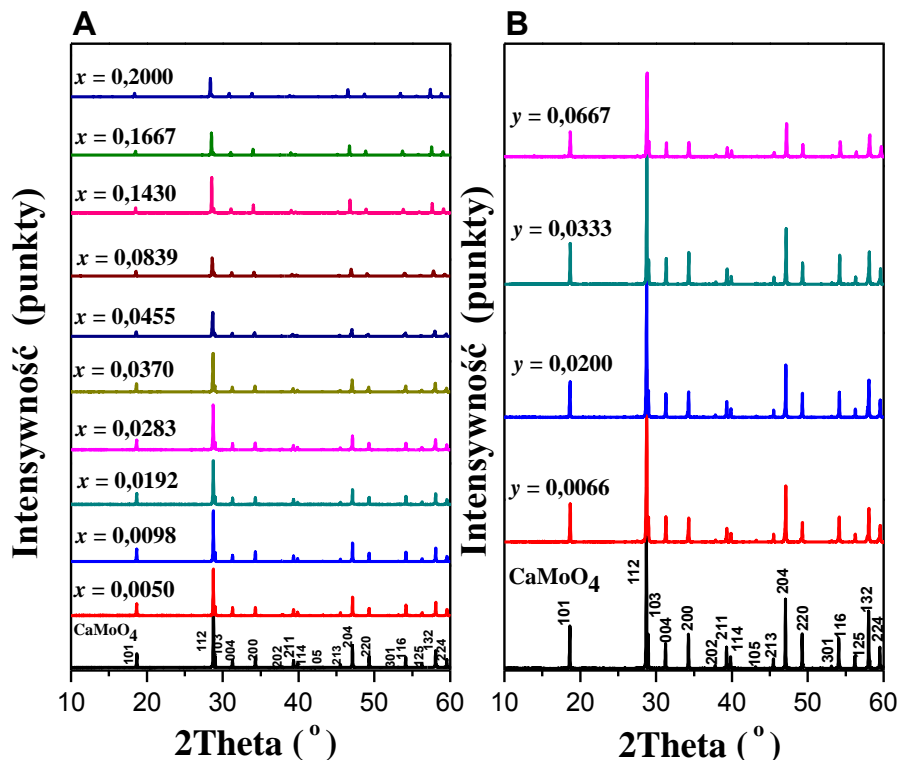 A
Intensywność (punkty)
x = 0,2000
x = 0,1667
x = 0,1430
x = 0,0839
x = 0,0455
x = 0,0370
x = 0,0283
x = 0,0192
x = 0,0098
x = 0,0050
CaMoO4
101 112 103 004 200 202 211 114 05 213 204 220 301 116 125 132 224
10 20 30 40 50 60
2Theta (°)
B
Intensywność (punkty)
y = 0,0667
y = 0,0333
y = 0,0200
y = 0,0066
CaMoO4
101 112 103 004 200 202 211 114 105 213 204 220 301 116 125 132 224
10 20 30 40 50 60
2Theta (°)